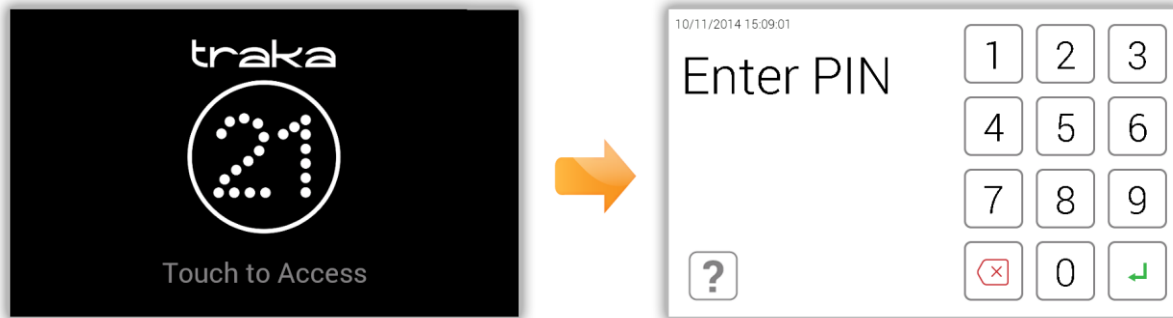 traka
21
Touch to Access
10/11/2014 15:09:01
Enter PIN
1 2 3
4 5 6
7 8 9
? 0